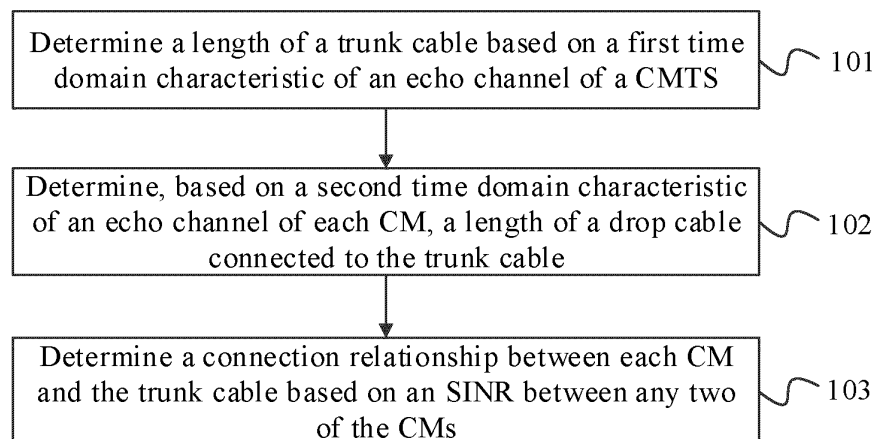 Determine a length of a trunk cable based on a first time
domain characteristic of an echo channel of a CMTS
101
Determine, based on a second time domain characteristic
of an echo channel of each CM, a length of a drop cable
connected to the trunk cable
102
Determine a connection relationship between each CM
and the trunk cable based on an SINR between any two
of the CMs
103